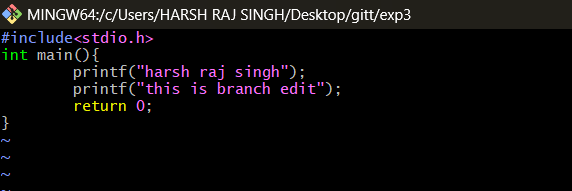 MINGW64:/c/Users/HARSH RAJ SINGH/Desktop/gitt/exp3
#include<stdio.h>
int main(){
        printf("harsh raj singh");
        printf("this is branch edit");
        return 0;
}
~
~
~
~